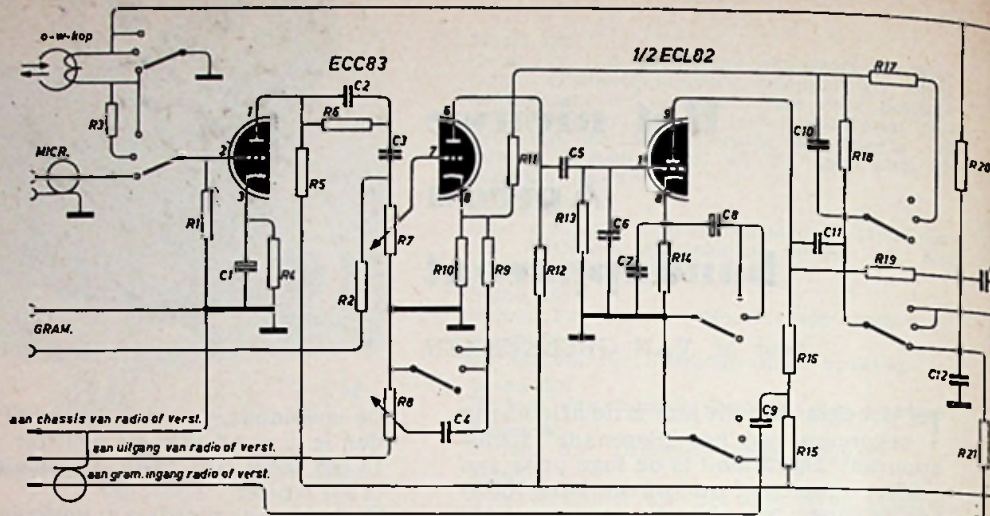 o-w-kop
ECC83
1/2 ECL82
R3
MICR.
R1
1
2
3
C1
R4
R5
R6
C2
C3
R7
R2
R8
GRAM.
6
7
8
R10
R9
C4
R11
C5
R12
R13
C6
C7
9
1
8
R14
C8
C9
R16
R15
C10
R18
R17
C11
R19
R20
C12
R21
aan chassis van radio of verst.
aan uitgang van radio of verst.
aan gram. ingang radio of verst.